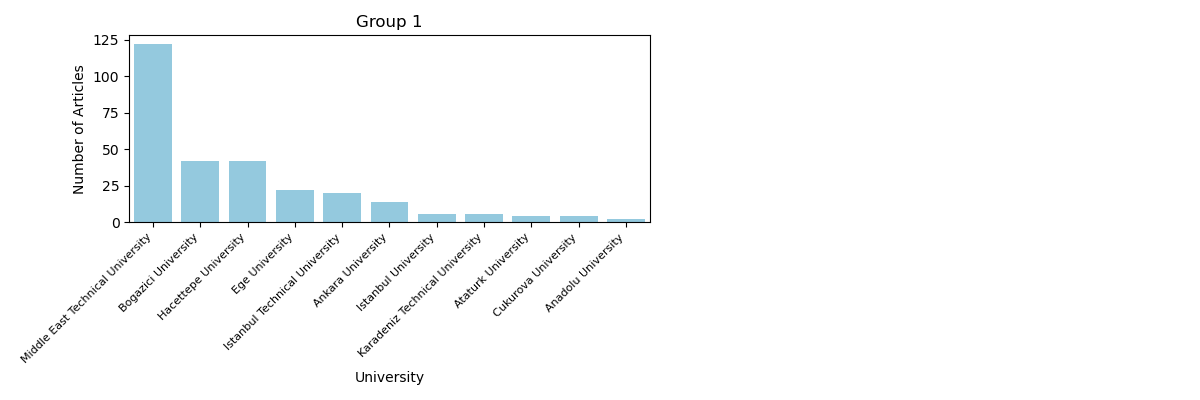 Group 1
Number of Articles
125
100
75
50
25
0
Middle East Technical University
Bogazici University
Hacettepe University
Ege University
Istanbul Technical University
Ankara University
Istanbul University
Karadeniz Technical University
Ataturk University
Cukurova University
Anadolu University
University